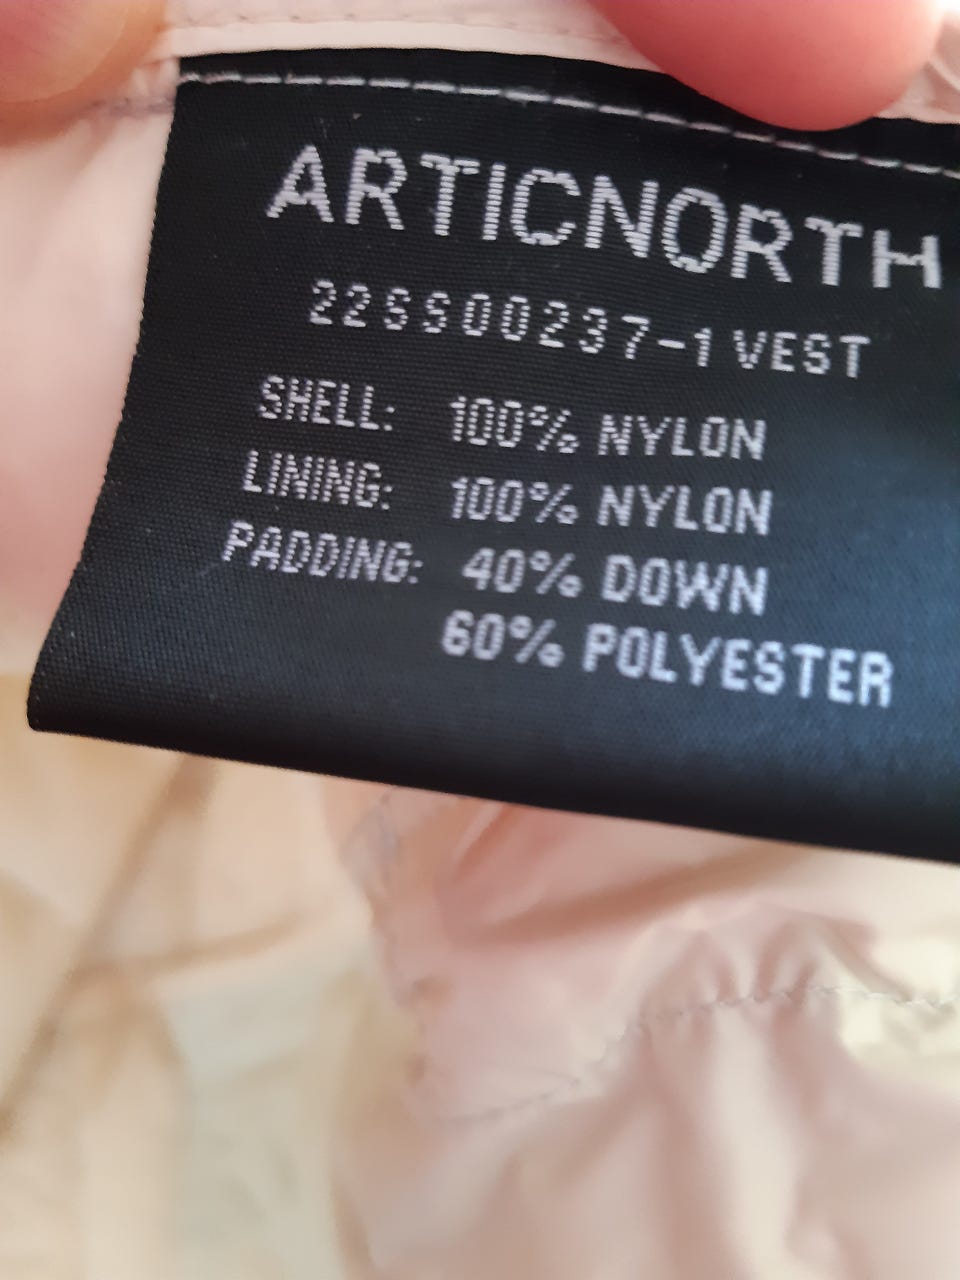 ARTICNORTH
22SS00237-1 VEST
SHELL: 100% NYLON
LINING: 100% NYLON
PADDING: 40% DOWN
60% POLYESTER